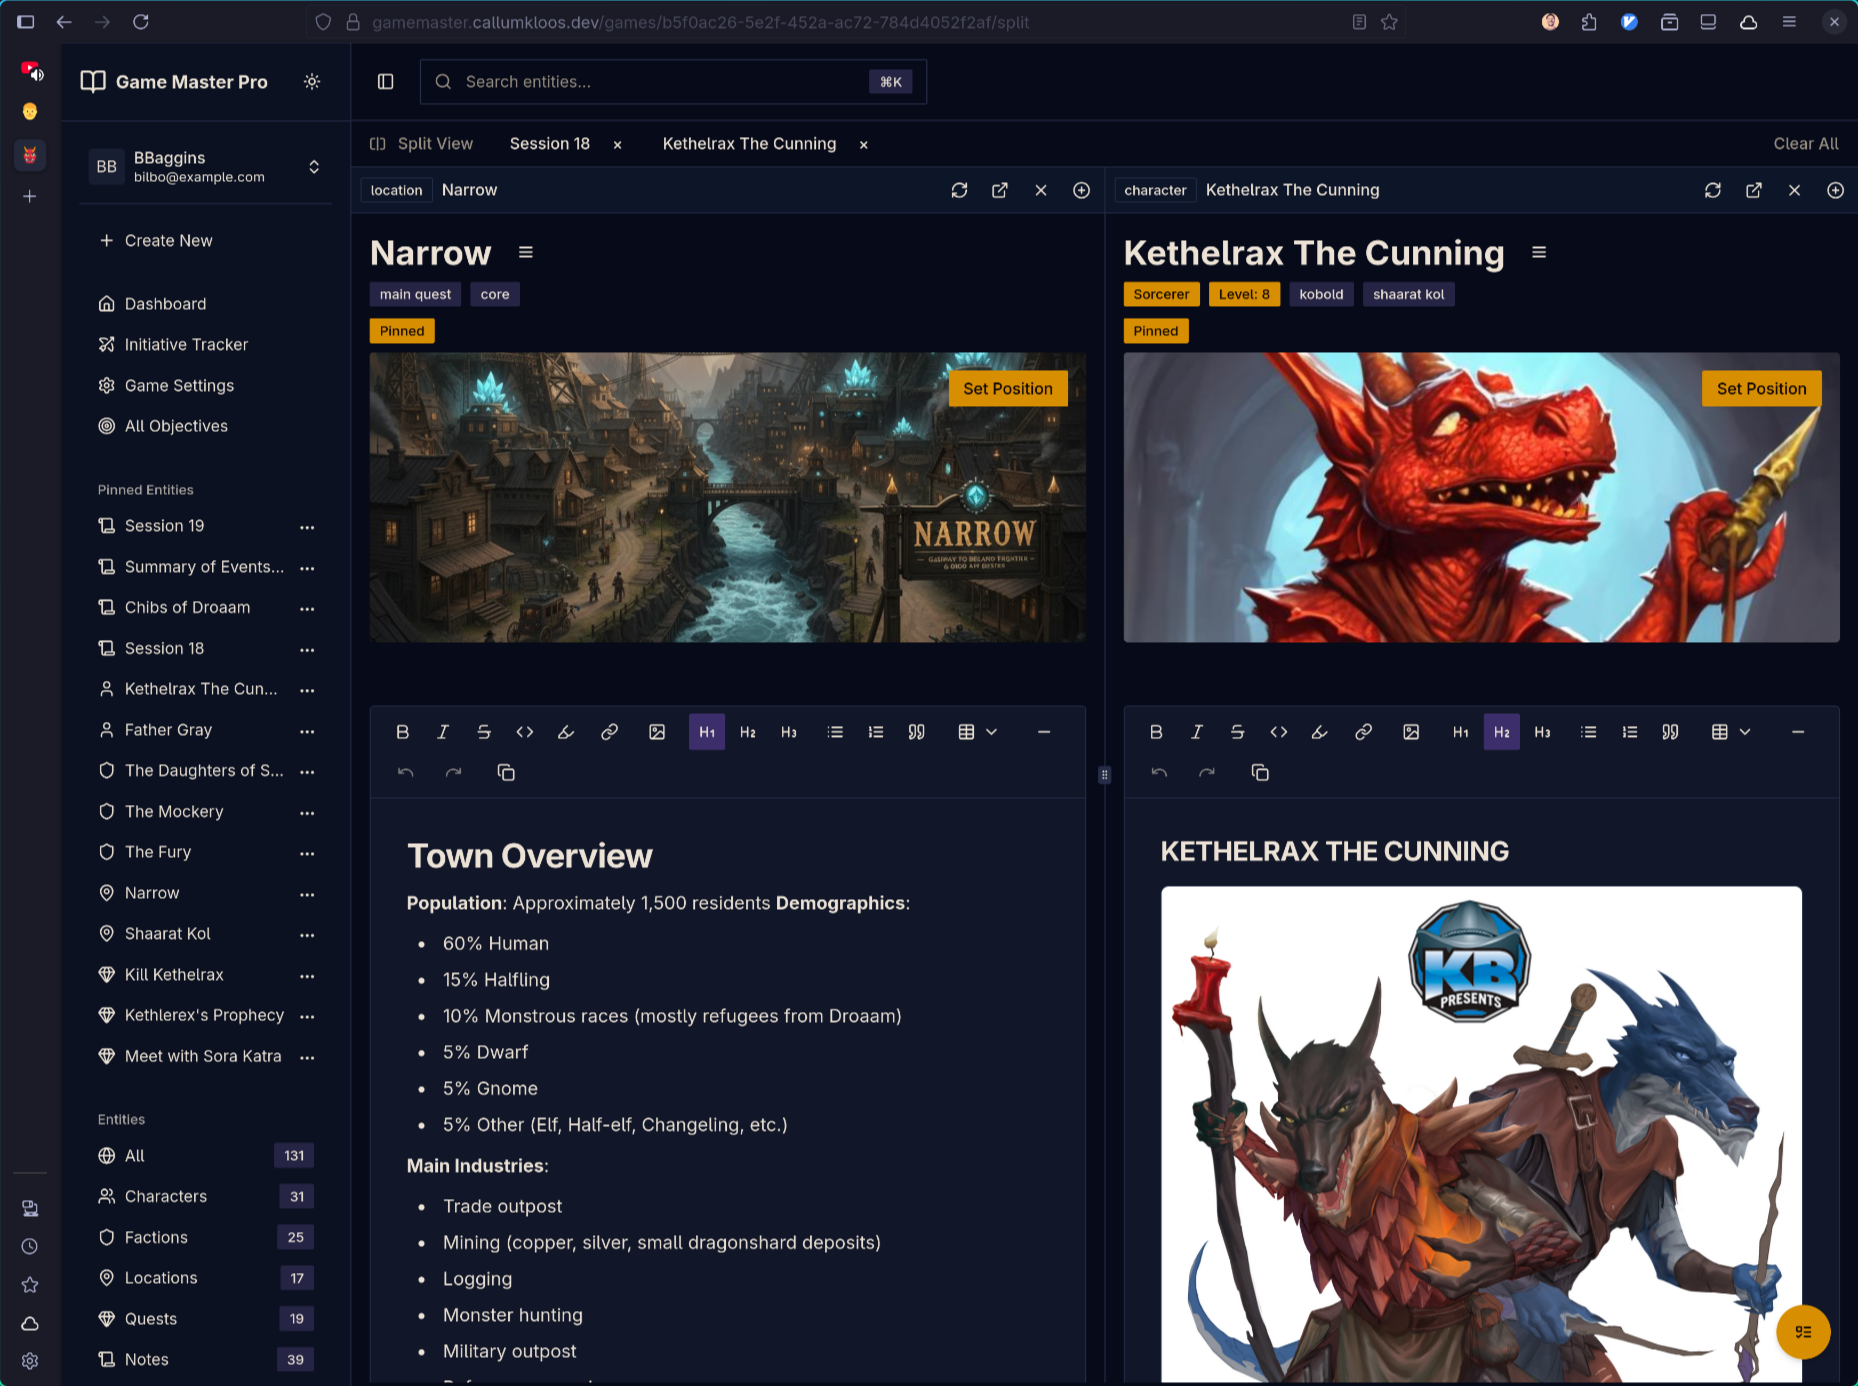 gamemaster.callumkloos.dev/games/b5f0ac26-5e2f-452a-ac72-784d4052f2af/split
Game Master Pro
Search entities...
⌘K
BB
BBaggins
bilbo@example.com
Split View
Session 18
Kethelrax The Cunning
Clear All
location
Narrow
character
Kethelrax The Cunning
Create New
Dashboard
Initiative Tracker
Game Settings
All Objectives
Pinned Entities
Session 19
Summary of Events...
Chibs of Droaam
Session 18
Kethelrax The Cun...
Father Gray
The Daughters of S...
The Mockery
The Fury
Narrow
Shaarat Kol
Kill Kethelrax
Kethlerex's Prophecy
Meet with Sora Katra
Entities
All 131
Characters 31
Factions 25
Locations 17
Quests 19
Notes 39
Narrow
main quest
core
Pinned
Set Position
NARROW
H1
H2
H3
Town Overview
Population: Approximately 1,500 residents Demographics:
• 60% Human
• 15% Halfling
• 10% Monstrous races (mostly refugees from Droaam)
• 5% Dwarf
• 5% Gnome
• 5% Other (Elf, Half-elf, Changeling, etc.)
Main Industries:
• Trade outpost
• Mining (copper, silver, small dragonshard deposits)
• Logging
• Monster hunting
• Military outpost
Kethelrax The Cunning
Sorcerer
Level: 8
kobold
shaarat kol
Pinned
Set Position
H1
H2
H3
KETHELRAX THE CUNNING
KB
PRESENTS